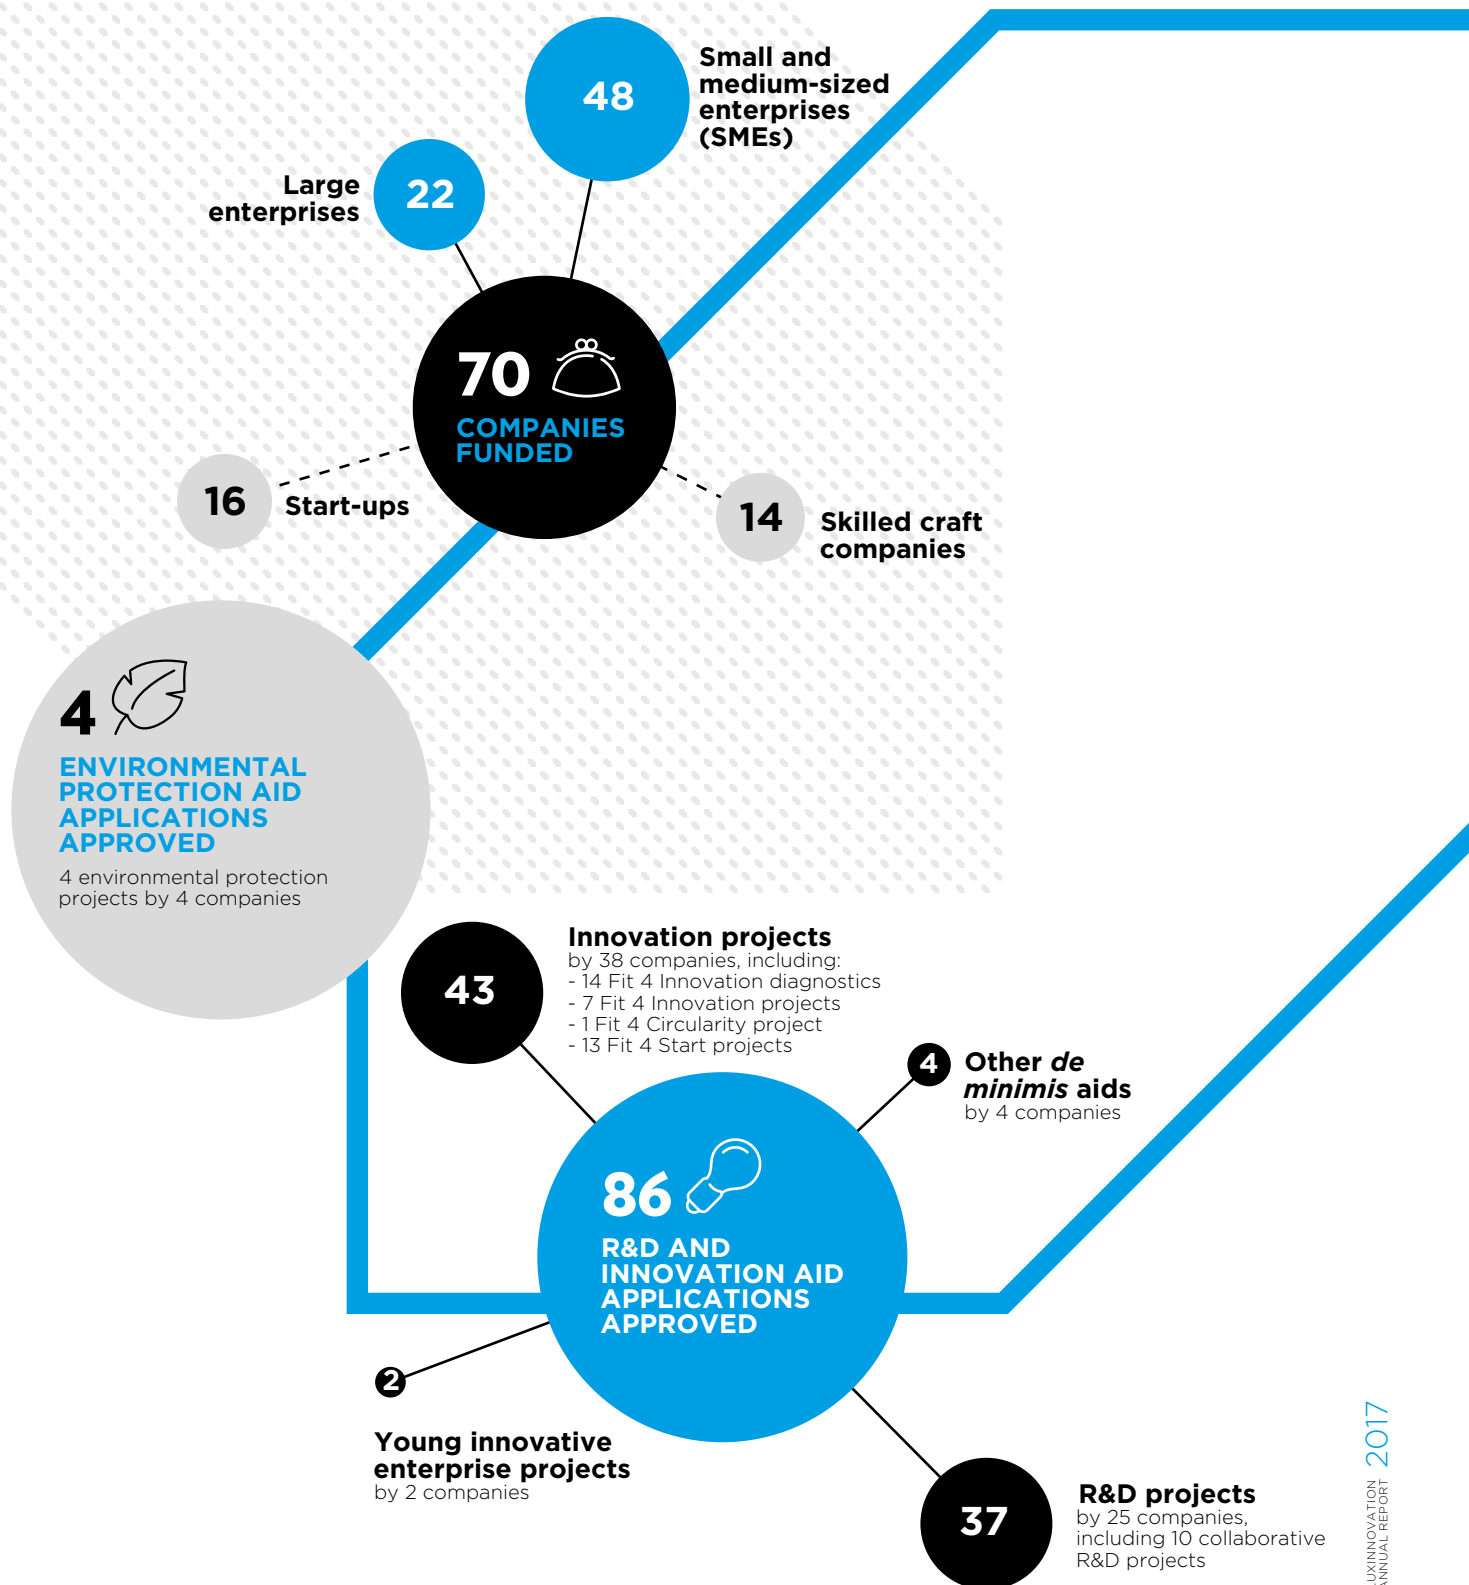 48
Small and
medium-sized
enterprises
(SMEs)
Large
enterprises
22
70
COMPANIES
FUNDED
16
Start-ups
14
Skilled craft
companies
4
ENVIRONMENTAL
PROTECTION AID
APPLICATIONS
APPROVED
4 environmental protection
projects by 4 companies
43
Innovation projects
by 38 companies, including:
- 14 Fit 4 Innovation diagnostics
- 7 Fit 4 Innovation projects
- 1 Fit 4 Circularity project
- 13 Fit 4 Start projects
4
Other de
minimis aids
by 4 companies
86
R&D AND
INNOVATION AID
APPLICATIONS
APPROVED
2
Young innovative
enterprise projects
by 2 companies
37
R&D projects
by 25 companies,
including 10 collaborative
R&D projects
LUXINNOVATION
ANNUAL REPORT 2017